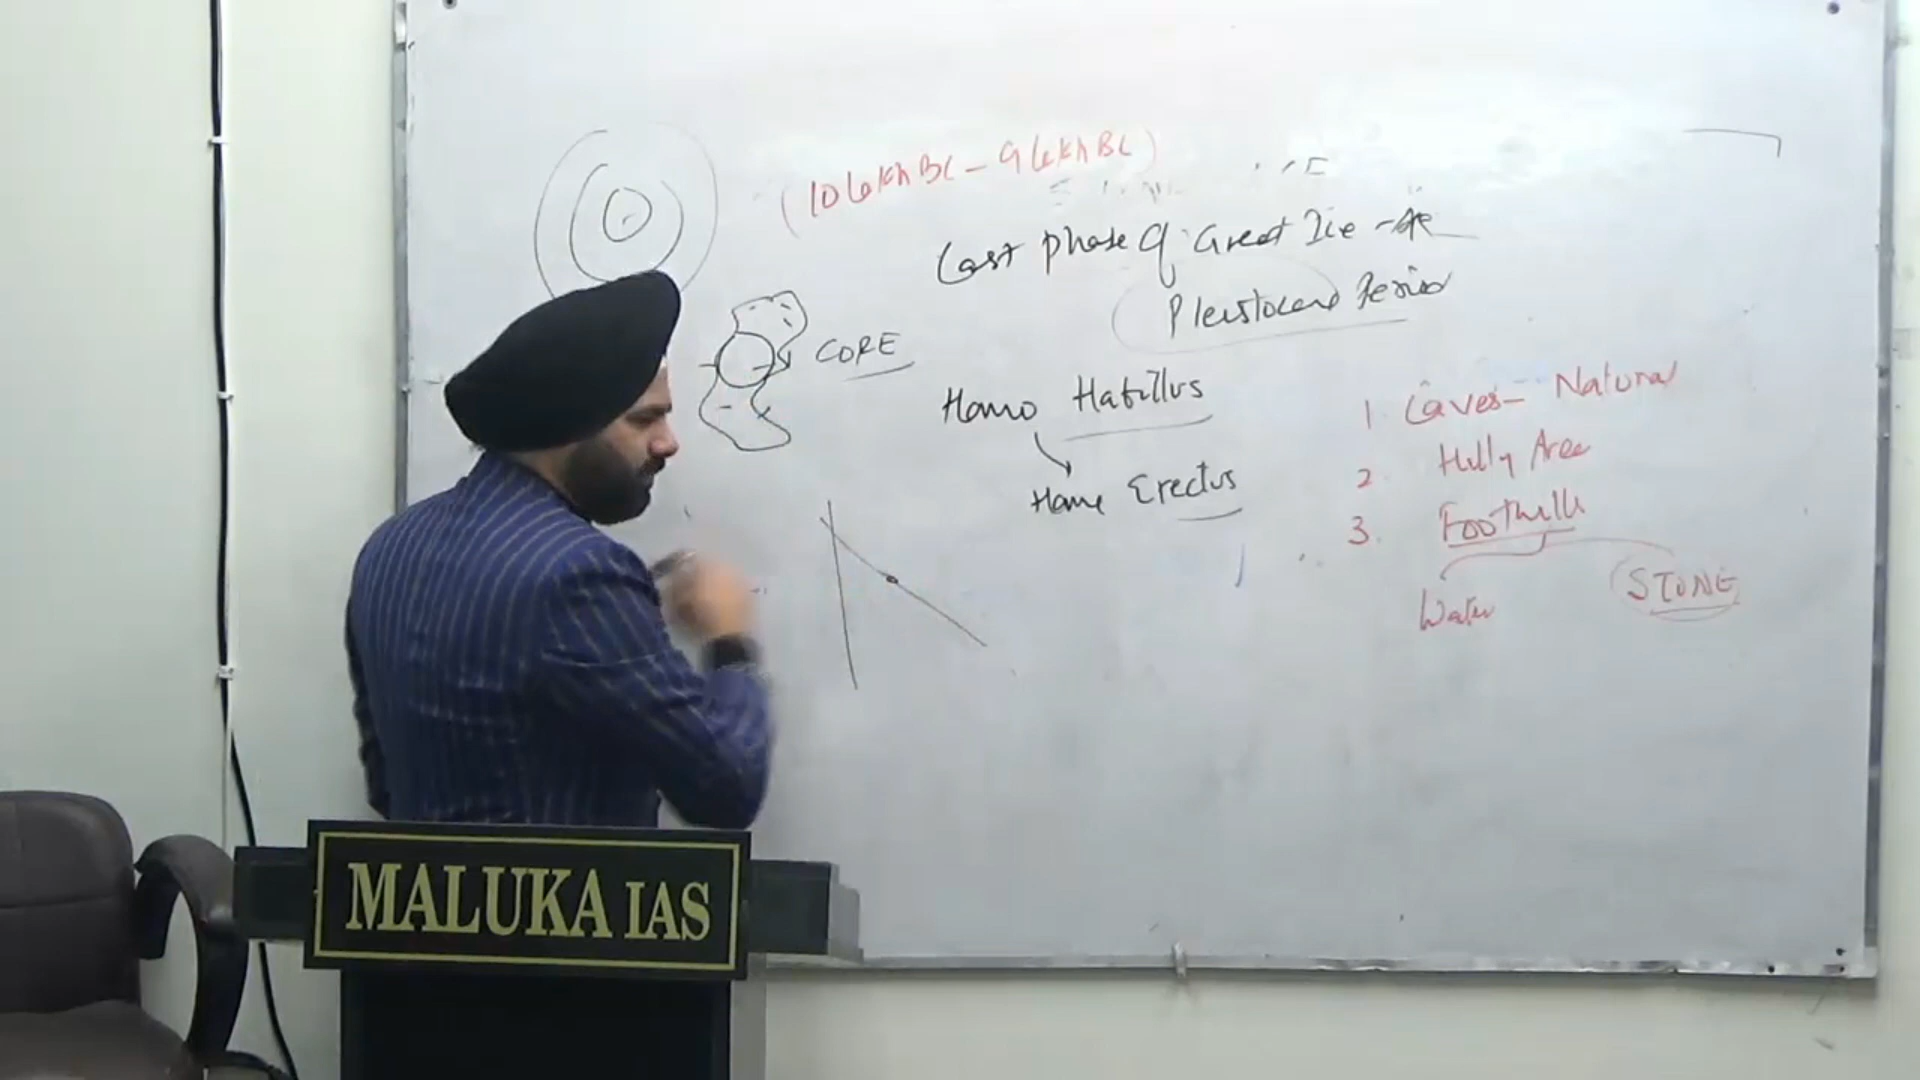 (10 lakh BC - 9 lakh BC)
Last phase of Great Ice -Age
Pleistocene Period
CORE
Homo Habillus
Homo Erectus
1. Caves - Natural
2. Hilly Area
3. Foothills
Water
STONE
MALUKA IAS